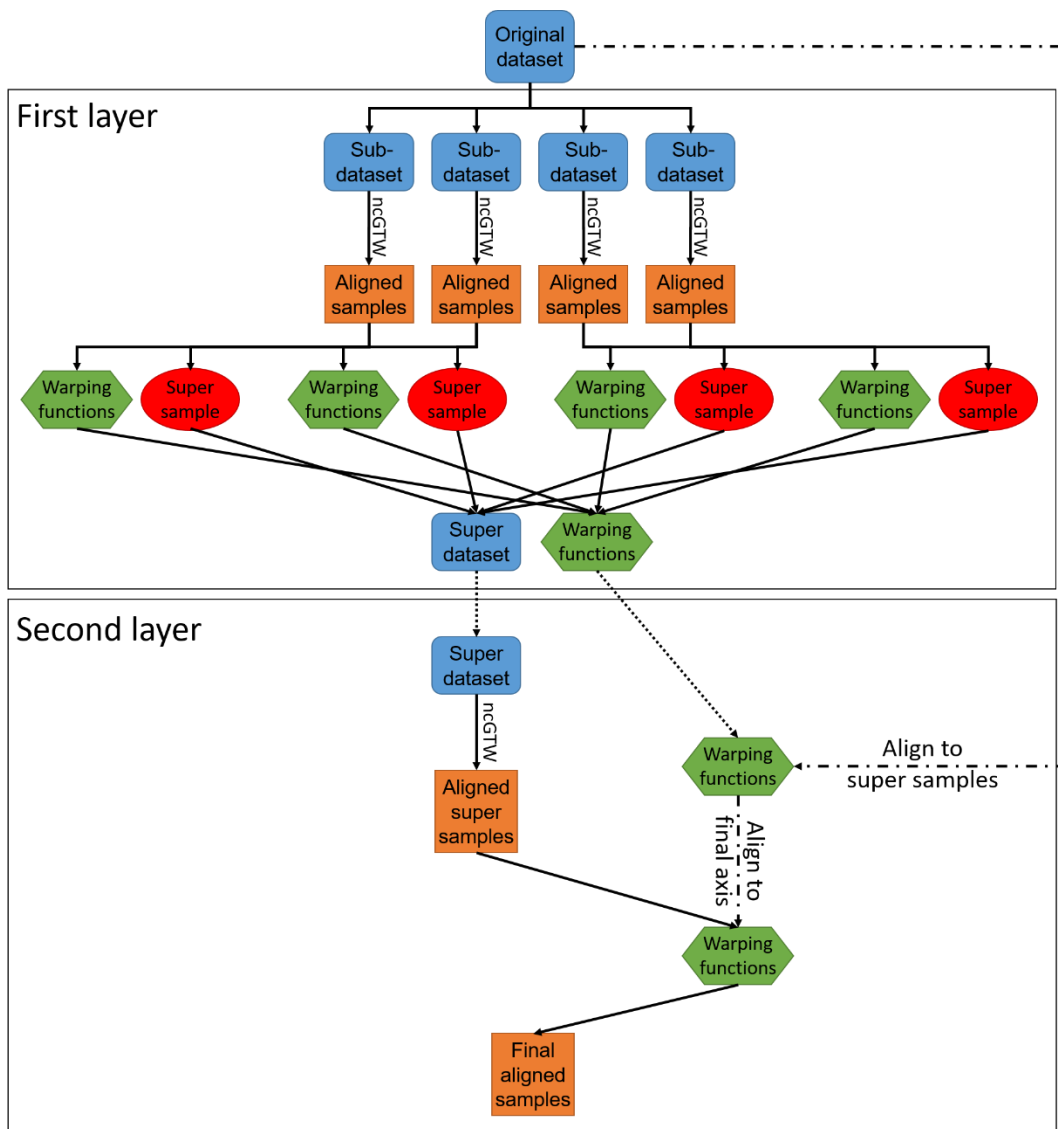 Original
dataset
First layer
Sub-
dataset
Sub-
dataset
Sub-
dataset
Sub-
dataset
ncGTW
ncGTW
ncGTW
ncGTW
Aligned
samples
Aligned
samples
Aligned
samples
Aligned
samples
Warping
functions
Super
sample
Warping
functions
Super
sample
Warping
functions
Super
sample
Warping
functions
Super
sample
Super
dataset
Warping
functions
Second layer
Super
dataset
ncGTW
Warping
functions
Align to
super samples
Aligned
super
samples
Align to
final axis
Warping
functions
Final
aligned
samples